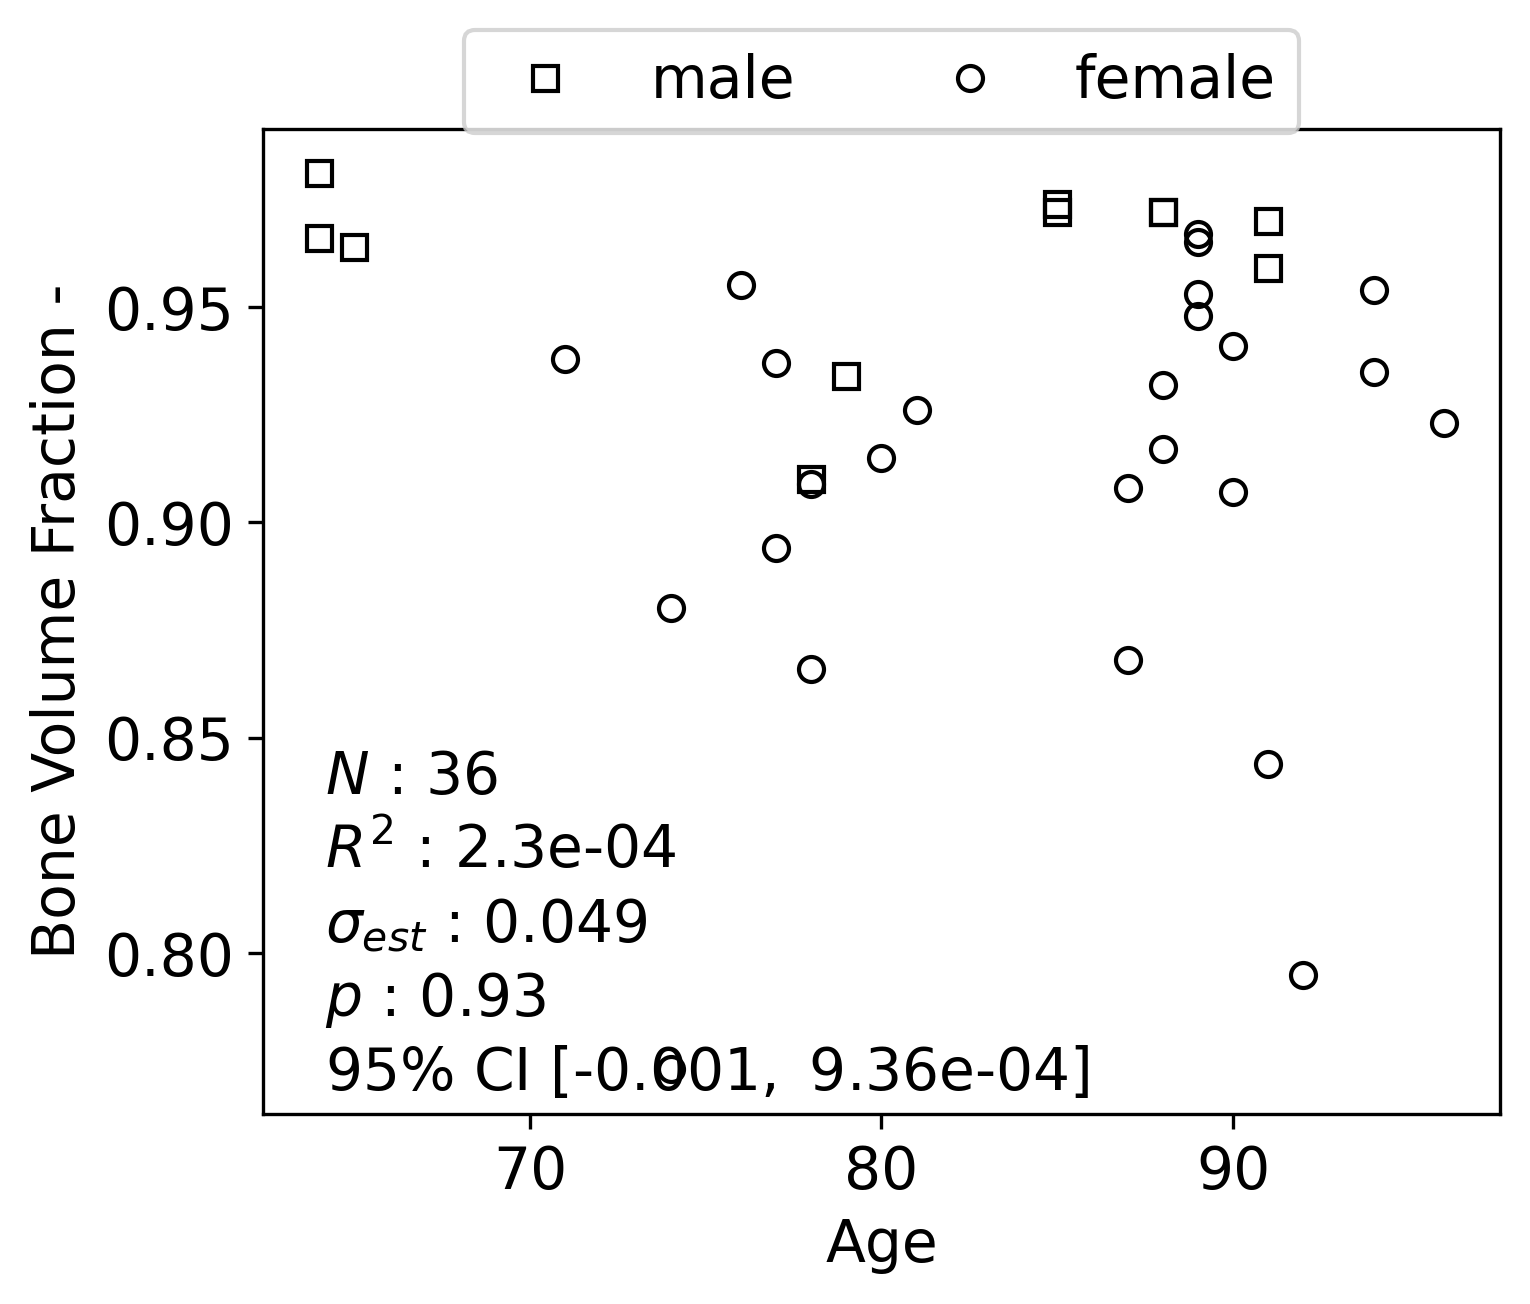 male female
Bone Volume Fraction -
0.95
0.90
0.85
0.80
N : 36
R² : 2.3e-04
σest : 0.049
p : 0.93
95% CI [-0.001, 9.36e-04]
70 80 90
Age